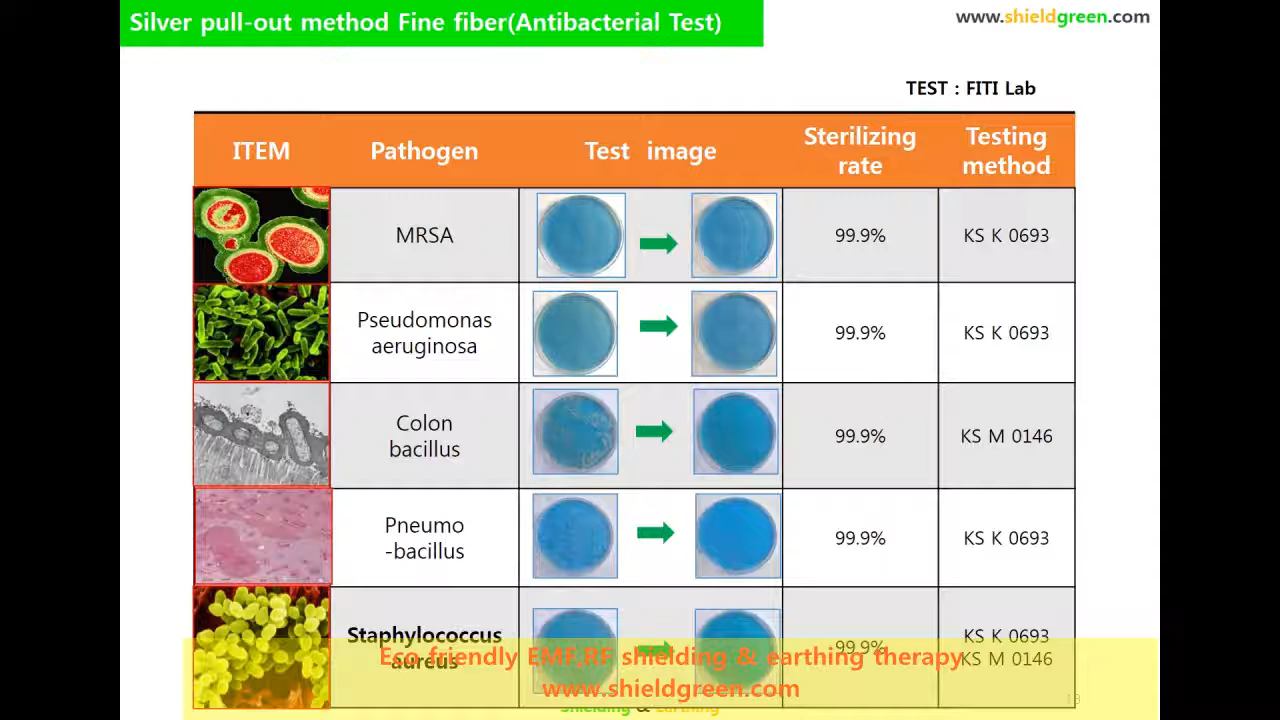 Silver pull-out method Fine fiber(Antibacterial Test)
www.shieldgreen.com
TEST : FITI Lab
ITEM
Pathogen
Test image
Sterilizing
rate
Testing
method
MRSA
99.9%
KS K 0693
Pseudomonas
aeruginosa
99.9%
KS K 0693
Colon
bacillus
99.9%
KS M 0146
Pneumo
-bacillus
99.9%
KS K 0693
Staphylococcus
aureus
99.9%
KS K 0693
KS M 0146
Eco friendly EMF,RF shielding & earthing therapy
www.shieldgreen.com
Shielding & Earthing
13